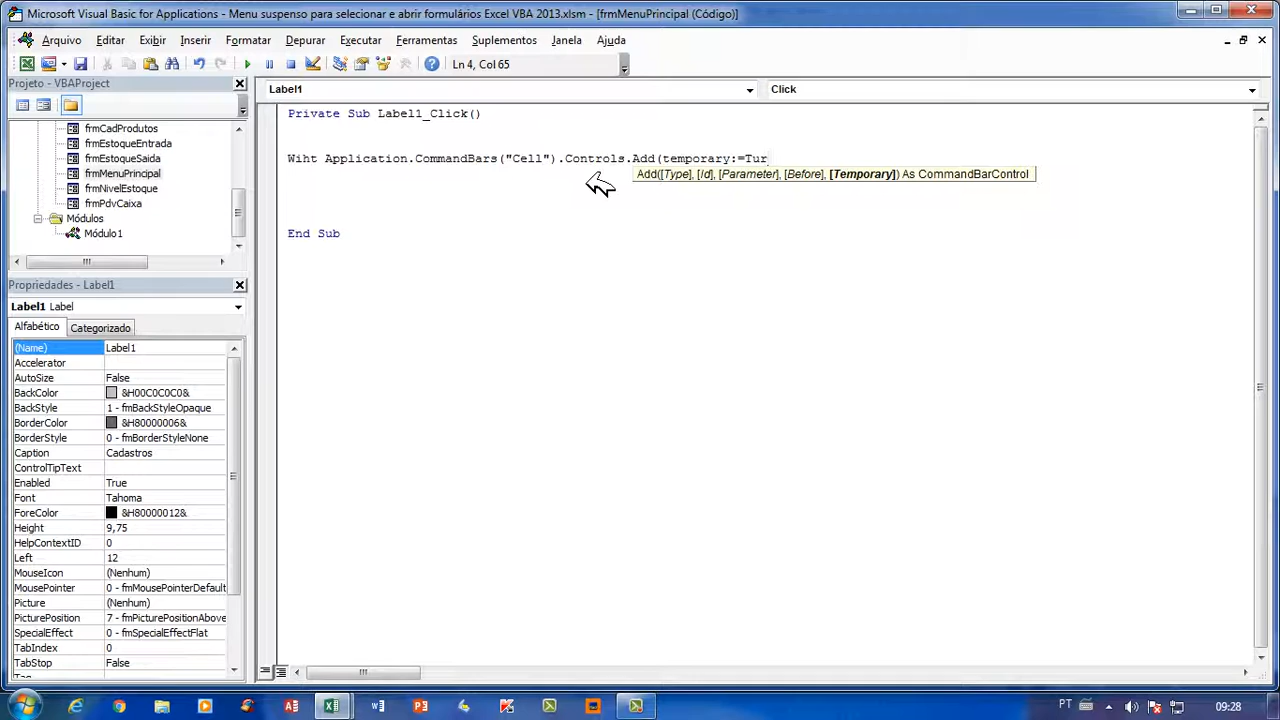 Microsoft Visual Basic for Applications - Menu suspenso para selecionar e abrir formulários Excel VBA 2013.xlsm - [frmMenuPrincipal (Código)]
Arquivo Editar Exibir Inserir Formatar Depurar Executar Ferramentas Suplementos Janela Ajuda
Ln 4, Col 65
Projeto - VBAProject
frmCadProdutos
frmEstoqueEntrada
frmEstoqueSaida
frmMenuPrincipal
frmNivelEstoque
frmPdvCaixa
Módulos
Módulo1
Propriedades - Label1
Label1 Label
Alfabético Categorizado
(Name) Label1
Accelerator
AutoSize False
BackColor &H00C0C0C0&
BackStyle 1 - fmBackStyleOpaque
BorderColor &H80000006&
BorderStyle 0 - fmBorderStyleNone
Caption Cadastros
ControlTipText
Enabled True
Font Tahoma
ForeColor &H80000012&
Height 9,75
HelpContextID 0
Left 12
MouseIcon (Nenhum)
MousePointer 0 - fmMousePointerDefault
Picture (Nenhum)
PicturePosition 7 - fmPicturePositionAbove
SpecialEffect 0 - fmSpecialEffectFlat
TabIndex 0
TabStop False
Label1 Click
Private Sub Label1_Click()
Wiht Application.CommandBars("Cell").Controls.Add(temporary:=Tur
Add([Type], [Id], [Parameter], [Before], [Temporary]) As CommandBarControl
End Sub
PT 09:28